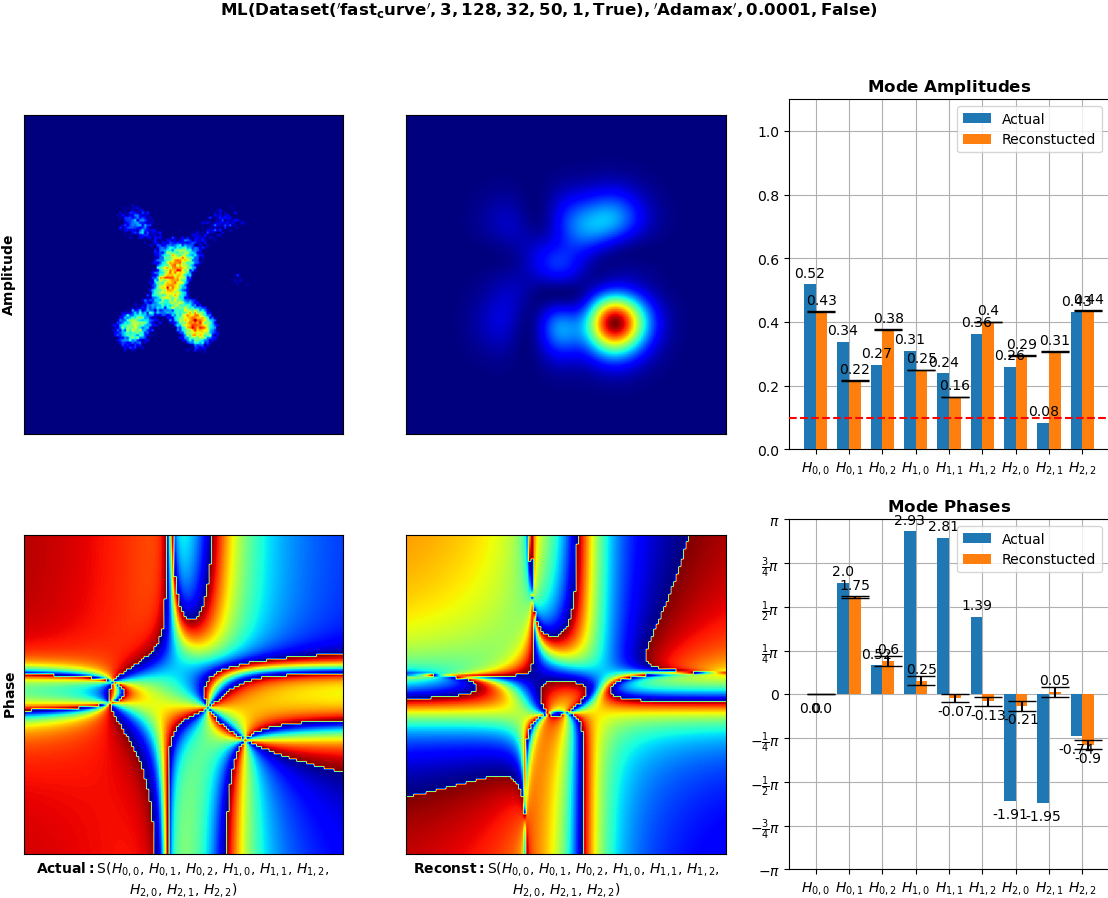 ML(Dataset('fast_curve', 3, 128, 32, 50, 1, True), 'Adamax', 0.0001, False)
Amplitude
Mode Amplitudes
Actual
Reconstucted
1.0
0.8
0.6
0.4
0.2
0.0
0.52
0.43
0.34
0.22
0.27
0.38
0.31
0.25
0.24
0.16
0.36
0.4
0.26
0.29
0.08
0.31
0.43
0.44
H0,0 H0,1 H0,2 H1,0 H1,1 H1,2 H2,0 H2,1 H2,2
Phase
Mode Phases
Actual
Reconstucted
π
3/4π
1/2π
1/4π
0
−1/4π
−1/2π
−3/4π
−π
0.0
0.0
2.0
1.75
0.52
0.6
2.93
0.25
2.81
-0.07
1.39
-0.13
-1.91
-0.21
-1.95
0.05
-0.74
-0.9
H0,0 H0,1 H0,2 H1,0 H1,1 H1,2 H2,0 H2,1 H2,2
Actual: S(H0,0, H0,1, H0,2, H1,0, H1,1, H1,2,
H2,0, H2,1, H2,2)
Reconst: S(H0,0, H0,1, H0,2, H1,0, H1,1, H1,2,
H2,0, H2,1, H2,2)